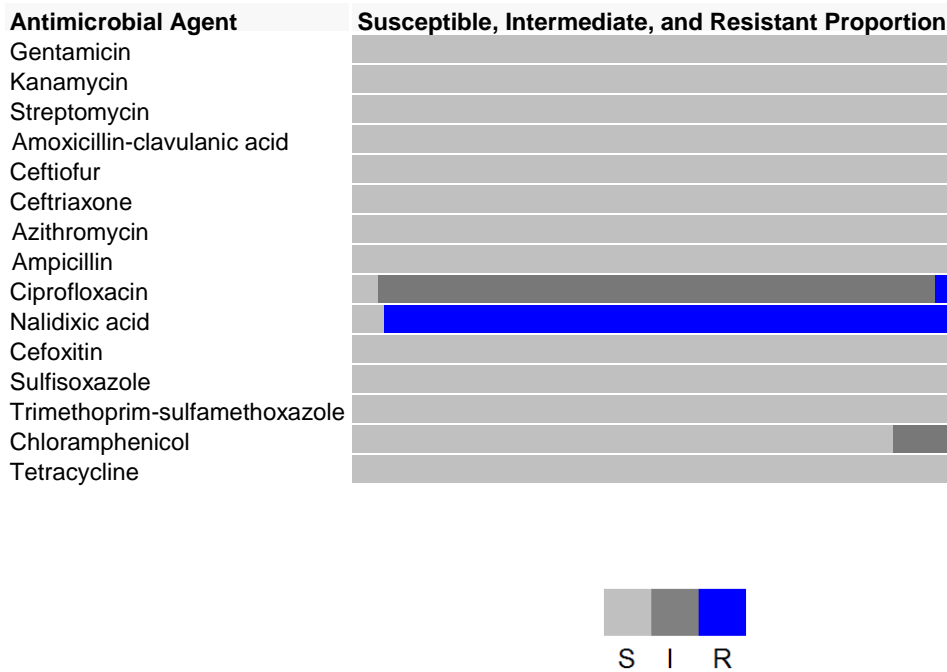 Antimicrobial Agent Susceptible, Intermediate, and Resistant Proportion
Gentamicin
Kanamycin
Streptomycin
Amoxicillin-clavulanic acid
Ceftiofur
Ceftriaxone
Azithromycin
Ampicillin
Ciprofloxacin
Nalidixic acid
Cefoxitin
Sulfisoxazole
Trimethoprim-sulfamethoxazole
Chloramphenicol
Tetracycline
S I R